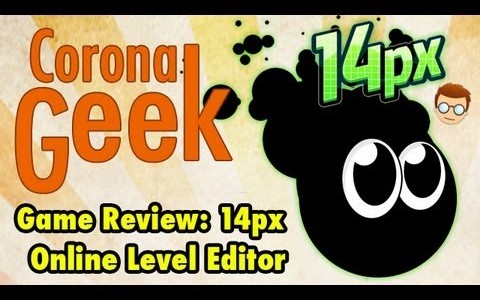 Corona
Geek
14px
Game Review: 14px
Online Level Editor